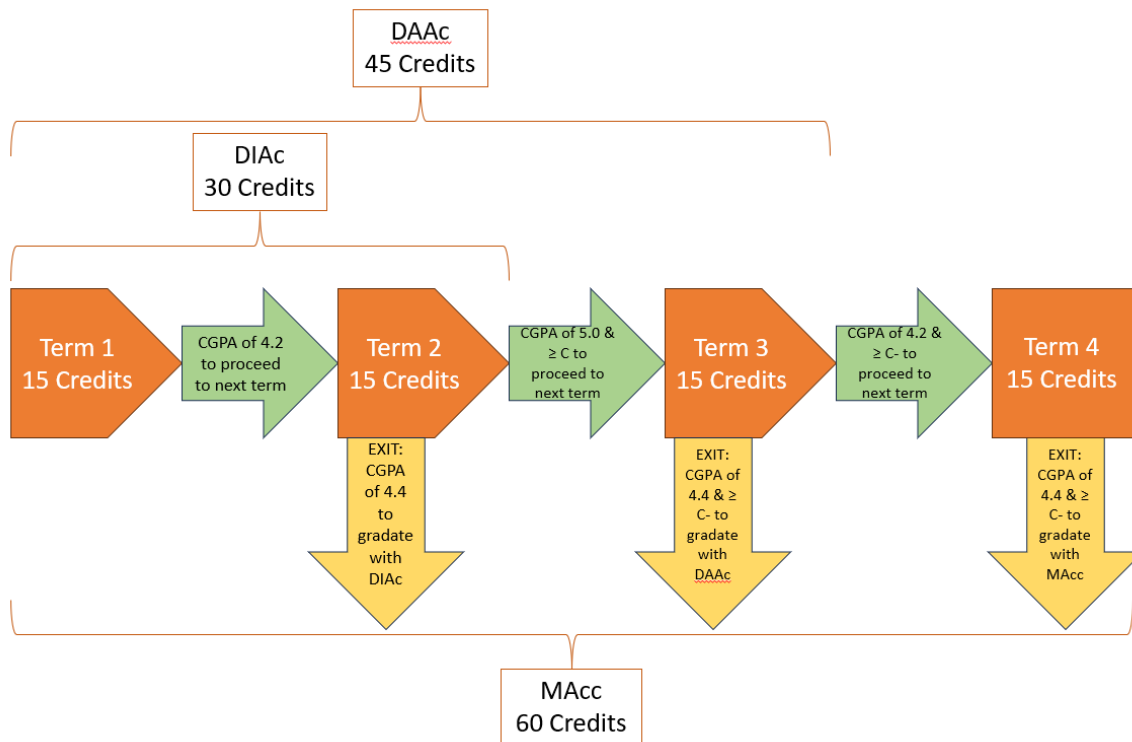 DAAc
45 Credits
DIAc
30 Credits
Term 1
15 Credits
CGPA of 4.2
to proceed
to next term
Term 2
15 Credits
CGPA of 5.0 &
≥ C to
proceed to
next term
Term 3
15 Credits
CGPA of 4.2 &
≥ C- to
proceed to
next term
Term 4
15 Credits
EXIT:
CGPA
of 4.4
to
gradate
with
DIAc
EXIT:
CGPA of
4.4 & ≥
C- to
gradate
with
DAAc
EXIT:
CGPA of
4.4 & ≥
C- to
gradate
with
MAcc
MAcc
60 Credits